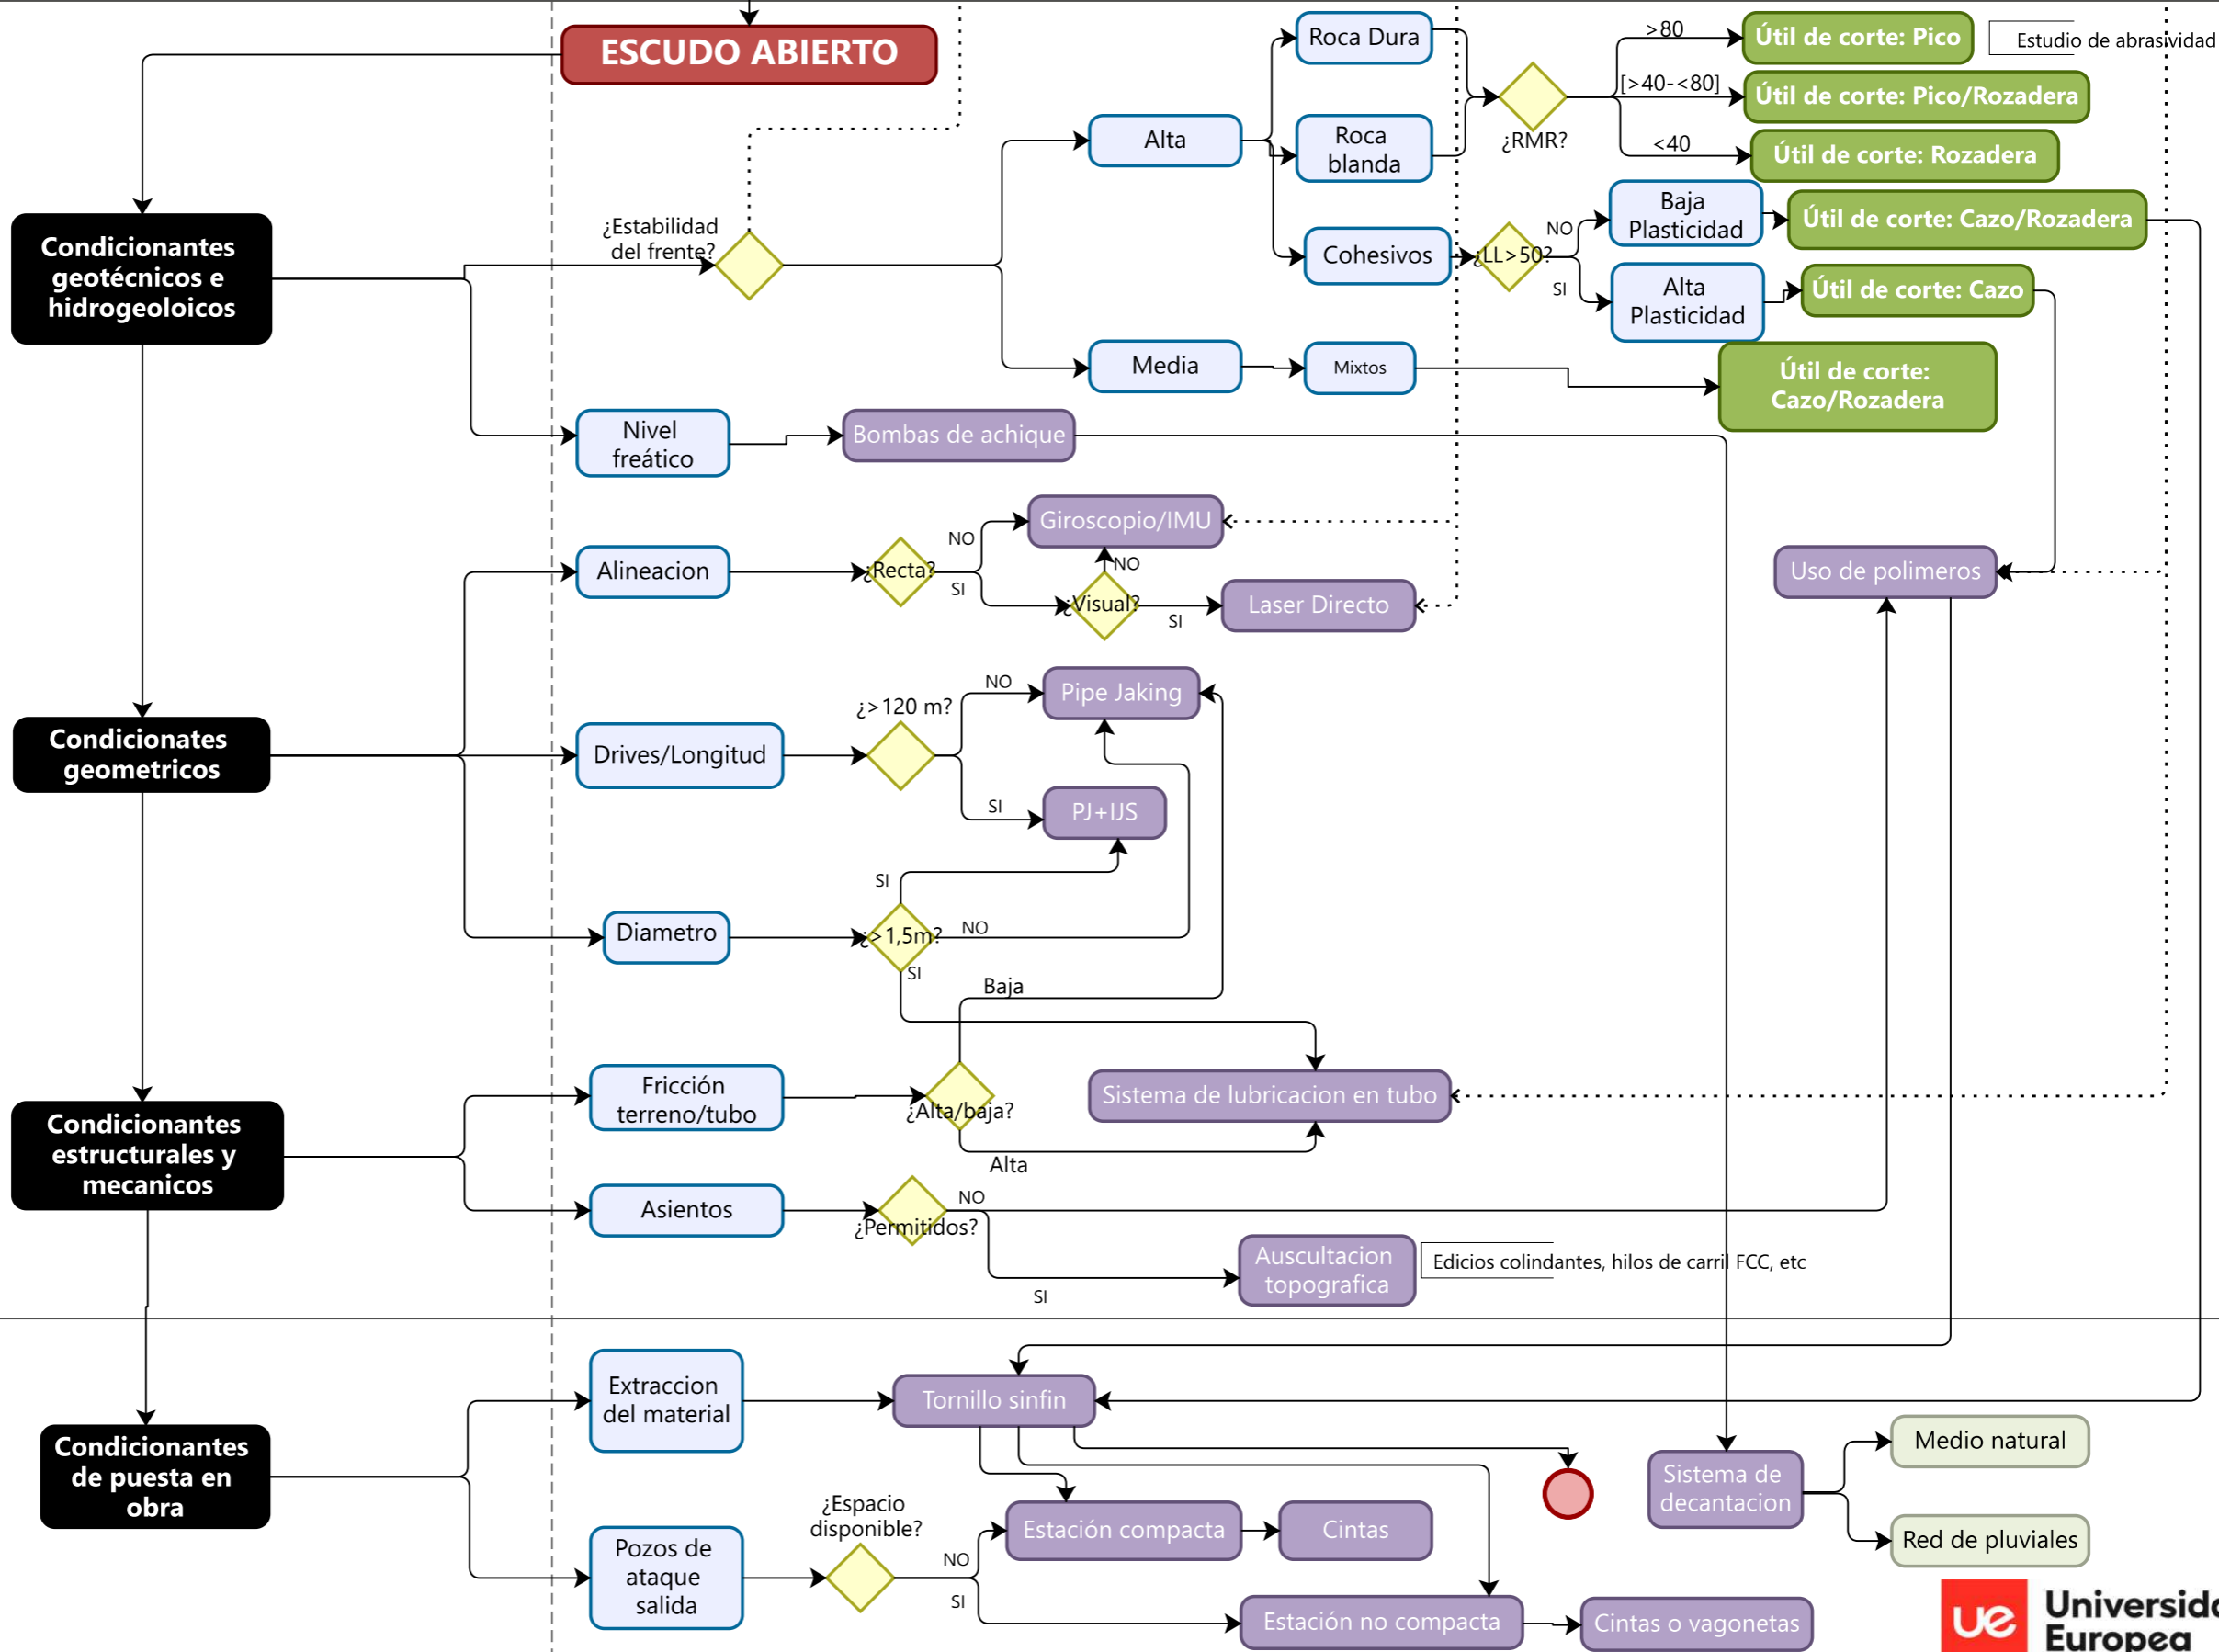 ESCUDO ABIERTO
Roca Dura
>80
Útil de corte: Pico
Estudio de abrasividad
[>40-<80]
Útil de corte: Pico/Rozadera
Alta
Roca
blanda
¿RMR?
<40
Útil de corte: Rozadera
Condicionantes
geotécnicos e
hidrogeoloicos
¿Estabilidad
del frente?
Cohesivos
¿LL>50?
NO
Baja
Plasticidad
Útil de corte: Cazo/Rozadera
SI
Alta
Plasticidad
Útil de corte: Cazo
Media
Mixtos
Útil de corte:
Cazo/Rozadera
Nivel
freático
Bombas de achique
Alineacion
¿Recta?
NO
SI
Giroscopio/IMU
NO
¿Visual?
SI
Laser Directo
Uso de polimeros
Condicionates
geometricos
Drives/Longitud
¿>120 m?
NO
Pipe Jaking
SI
PJ+IJS
Diametro
SI
¿>1,5m?
NO
SI
Baja
Condicionantes
estructurales y
mecanicos
Fricción
terreno/tubo
¿Alta/baja?
Sistema de lubricacion en tubo
Alta
Asientos
¿Permitidos?
NO
SI
Auscultacion
topografica
Edicios colindantes, hilos de carril FCC, etc
Condicionantes
de puesta en
obra
Extraccion
del material
Tornillo sinfin
Pozos de
ataque
salida
¿Espacio
disponible?
NO
SI
Estación compacta
Cintas
Estación no compacta
Cintas o vagonetas
Sistema de
decantacion
Medio natural
Red de pluviales
ue
Universida
Europea